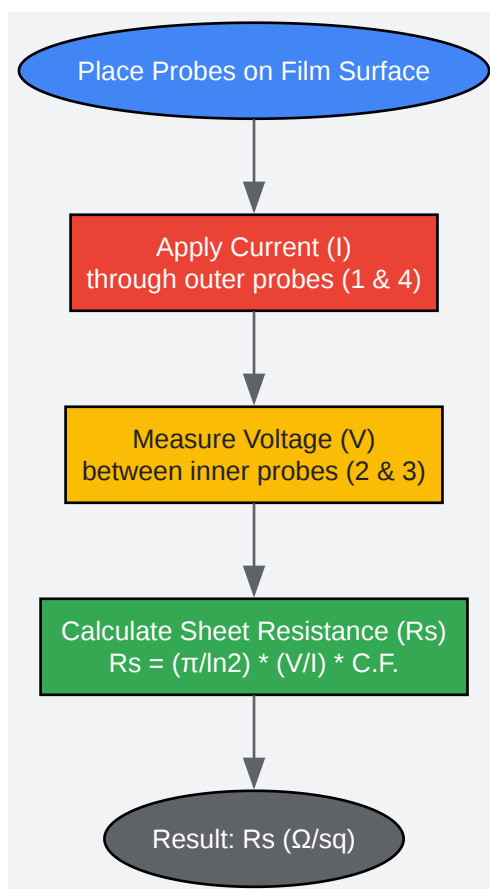 Place Probes on Film Surface
Apply Current (I)
through outer probes (1 & 4)
Measure Voltage (V)
between inner probes (2 & 3)
Calculate Sheet Resistance (Rs)
Rs = (π/ln2) * (V/I) * C.F.
Result: Rs (Ω/sq)